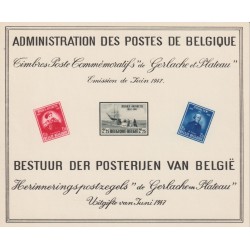 ADMINISTRATION DES POSTES DE BELGIQUE
Timbres Poste Commémoratifs "de Gerlache et Plateau"
Emission de Juin 1947.
BESTUUR DER POSTERIJEN VAN BELGIË
Herinneringspostzegels "de Gerlache en Plateau"
Uitgifte van Juni 1947